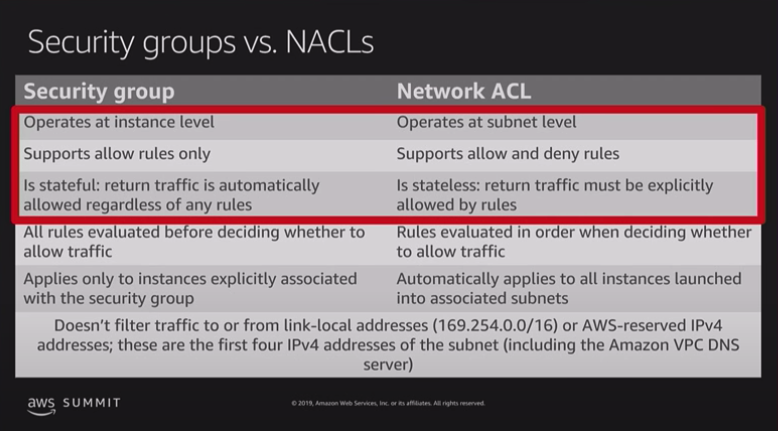 Security groups vs. NACLs
Security group
Network ACL
Operates at instance level
Operates at subnet level
Supports allow rules only
Supports allow and deny rules
Is stateful: return traffic is automatically
allowed regardless of any rules
Is stateless: return traffic must be explicitly
allowed by rules
All rules evaluated before deciding whether to
allow traffic
Rules evaluated in order when deciding whether
to allow traffic
Applies only to instances explicitly associated
with the security group
Automatically applies to all instances launched
into associated subnets
Doesn't filter traffic to or from link-local addresses (169.254.0.0/16) or AWS-reserved IPv4
addresses; these are the first four IPv4 addresses of the subnet (including the Amazon VPC DNS
server)
aws SUMMIT
© 2019, Amazon Web Services, Inc. or its affiliates. All rights reserved.